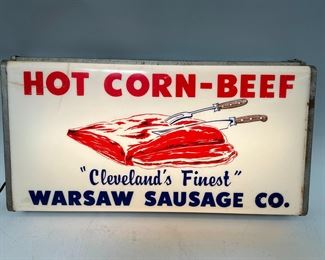 HOT CORN-BEEF
"Cleveland's Finest"
WARSAW SAUSAGE CO.